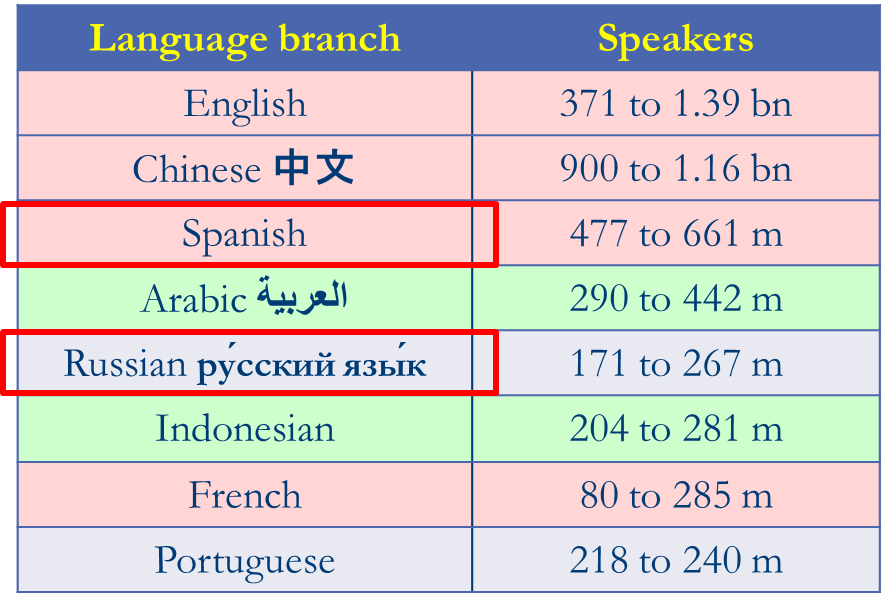 Language branch Speakers
English 371 to 1.39 bn
Chinese 中文 900 to 1.16 bn
Spanish 477 to 661 m
Arabic العربية 290 to 442 m
Russian ру́сский язы́к 171 to 267 m
Indonesian 204 to 281 m
French 80 to 285 m
Portuguese 218 to 240 m